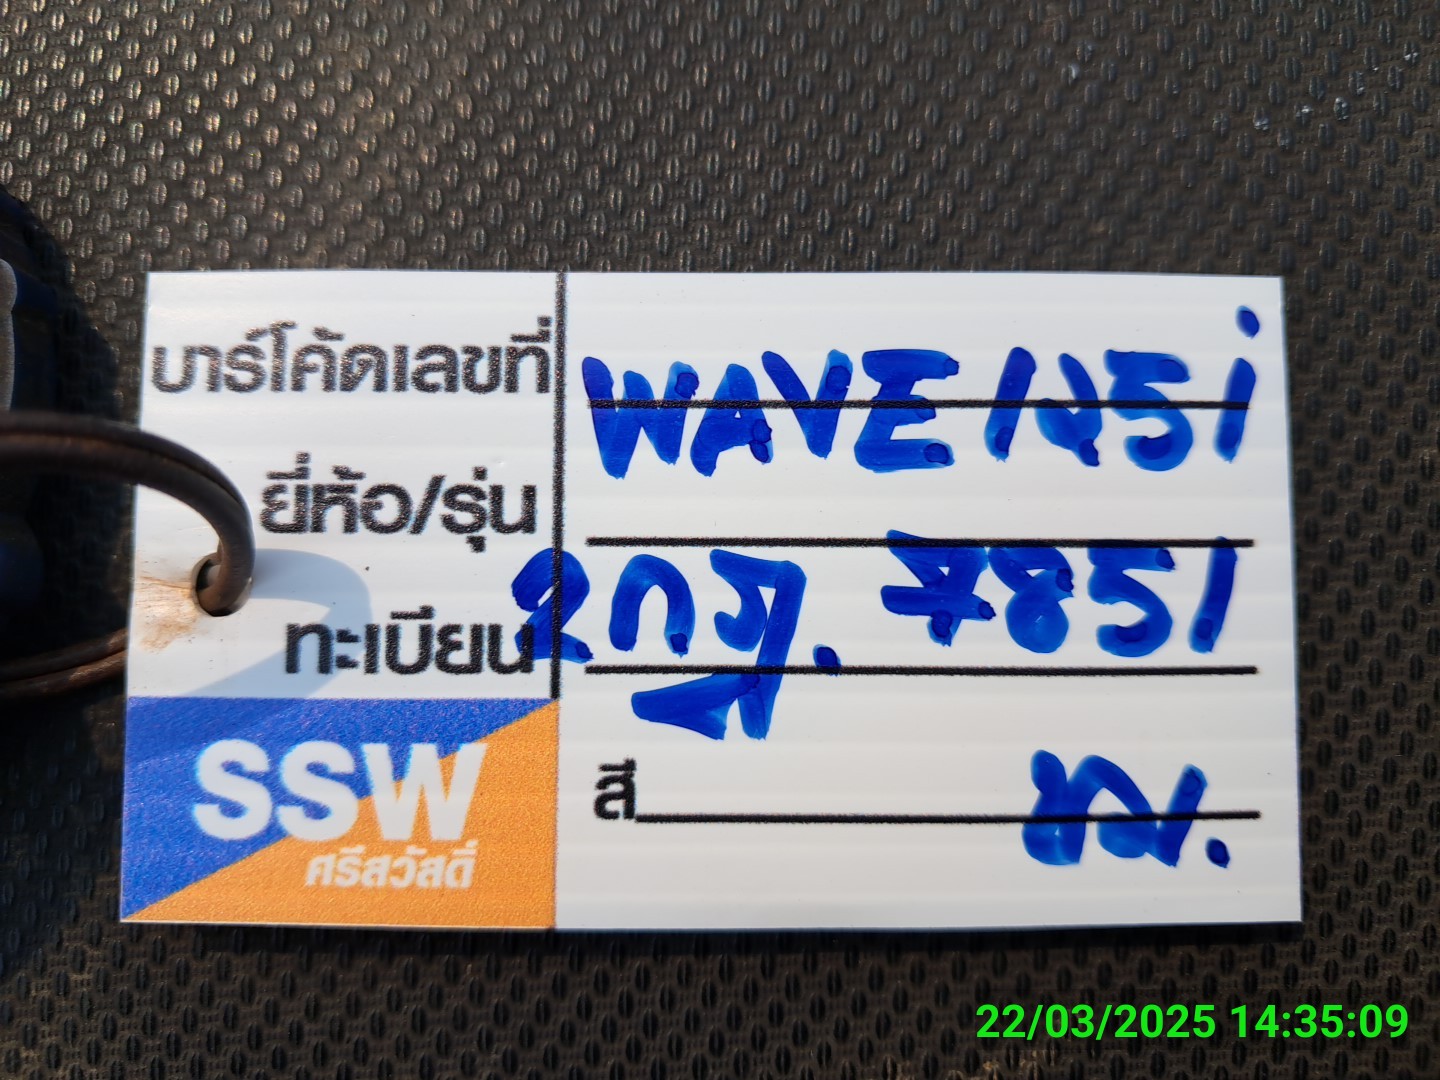 บาร์โค้ดเลขที่ WAVE 125i
ยี่ห้อ/รุ่น
ทะเบียน 2กฎ. 7851
สี
SSW
ศรีสวัสดิ์
22/03/2025 14:35:09